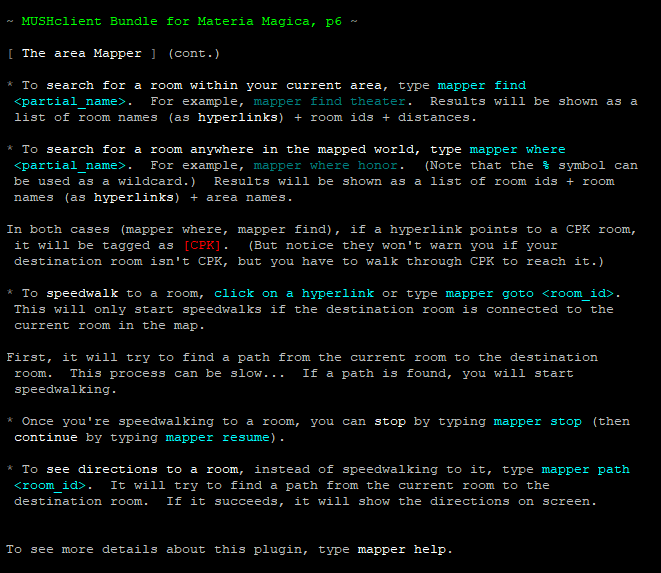 ~ MUSHclient Bundle for Materia Magica, p6 ~
[ The area Mapper ] (cont.)
* To search for a room within your current area, type mapper find
<partial_name>.  For example, mapper find theater.  Results will be shown as a
list of room names (as hyperlinks) + room ids + distances.
* To search for a room anywhere in the mapped world, type mapper where
<partial_name>.  For example, mapper where honor.  (Note that the % symbol can
be used as a wildcard.)  Results will be shown as a list of room ids + room
names (as hyperlinks) + area names.
In both cases (mapper where, mapper find), if a hyperlink points to a CPK room,
it will be tagged as [CPK].  (But notice they won't warn you if your
destination room isn't CPK, but you have to walk through CPK to reach it.)
* To speedwalk to a room, click on a hyperlink or type mapper goto <room_id>.
This will only start speedwalks if the destination room is connected to the
current room in the map.
First, it will try to find a path from the current room to the destination
room.  This process can be slow...  If a path is found, you will start
speedwalking.
* Once you're speedwalking to a room, you can stop by typing mapper stop (then
continue by typing mapper resume).
* To see directions to a room, instead of speedwalking to it, type mapper path
<room_id>.  It will try to find a path from the current room to the
destination room.  If it succeeds, it will show the directions on screen.
To see more details about this plugin, type mapper help.